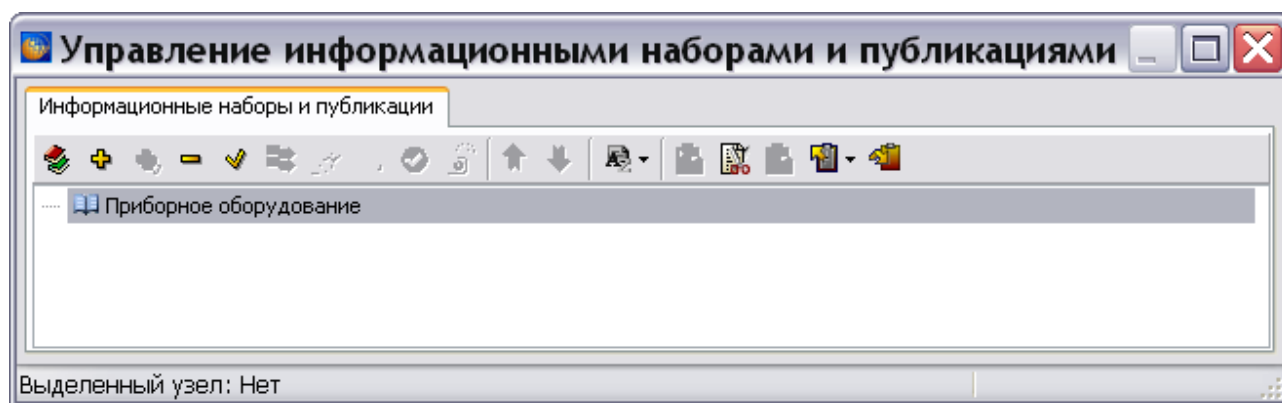 Управление информационными наборами и публикациями
Информационные наборы и публикации
Приборное оборудование
Выделенный узел: Нет